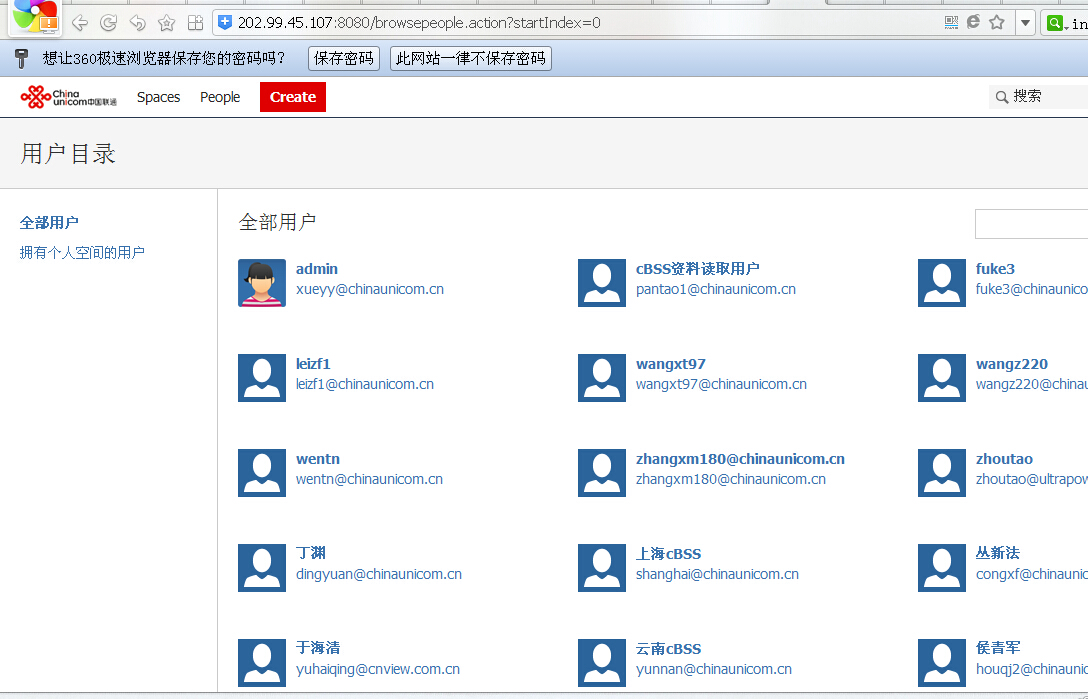 202.99.45.107:8080/browsepeople.action?startIndex=0
in
想让360极速浏览器保存您的密码吗?
保存密码
此网站一律不保存密码
China unicom中国联通
Spaces
People
Create
搜索
用户目录
全部用户
拥有个人空间的用户
全部用户
admin
xueyy@chinaunicom.cn
cBSS资料读取用户
pantao1@chinaunicom.cn
fuke3
fuke3@chinaunico
leizf1
leizf1@chinaunicom.cn
wangxt97
wangxt97@chinaunicom.cn
wangz220
wangz220@chinau
wentn
wentn@chinaunicom.cn
zhangxm180@chinaunicom.cn
zhangxm180@chinaunicom.cn
zhoutao
zhoutao@ultrapow
丁渊
dingyuan@chinaunicom.cn
上海cBSS
shanghai@chinaunicom.cn
丛新法
congxf@chinaunic
于海清
yuhaiqing@cnview.com.cn
云南cBSS
yunnan@chinaunicom.cn
侯青军
houqj2@chinaunic